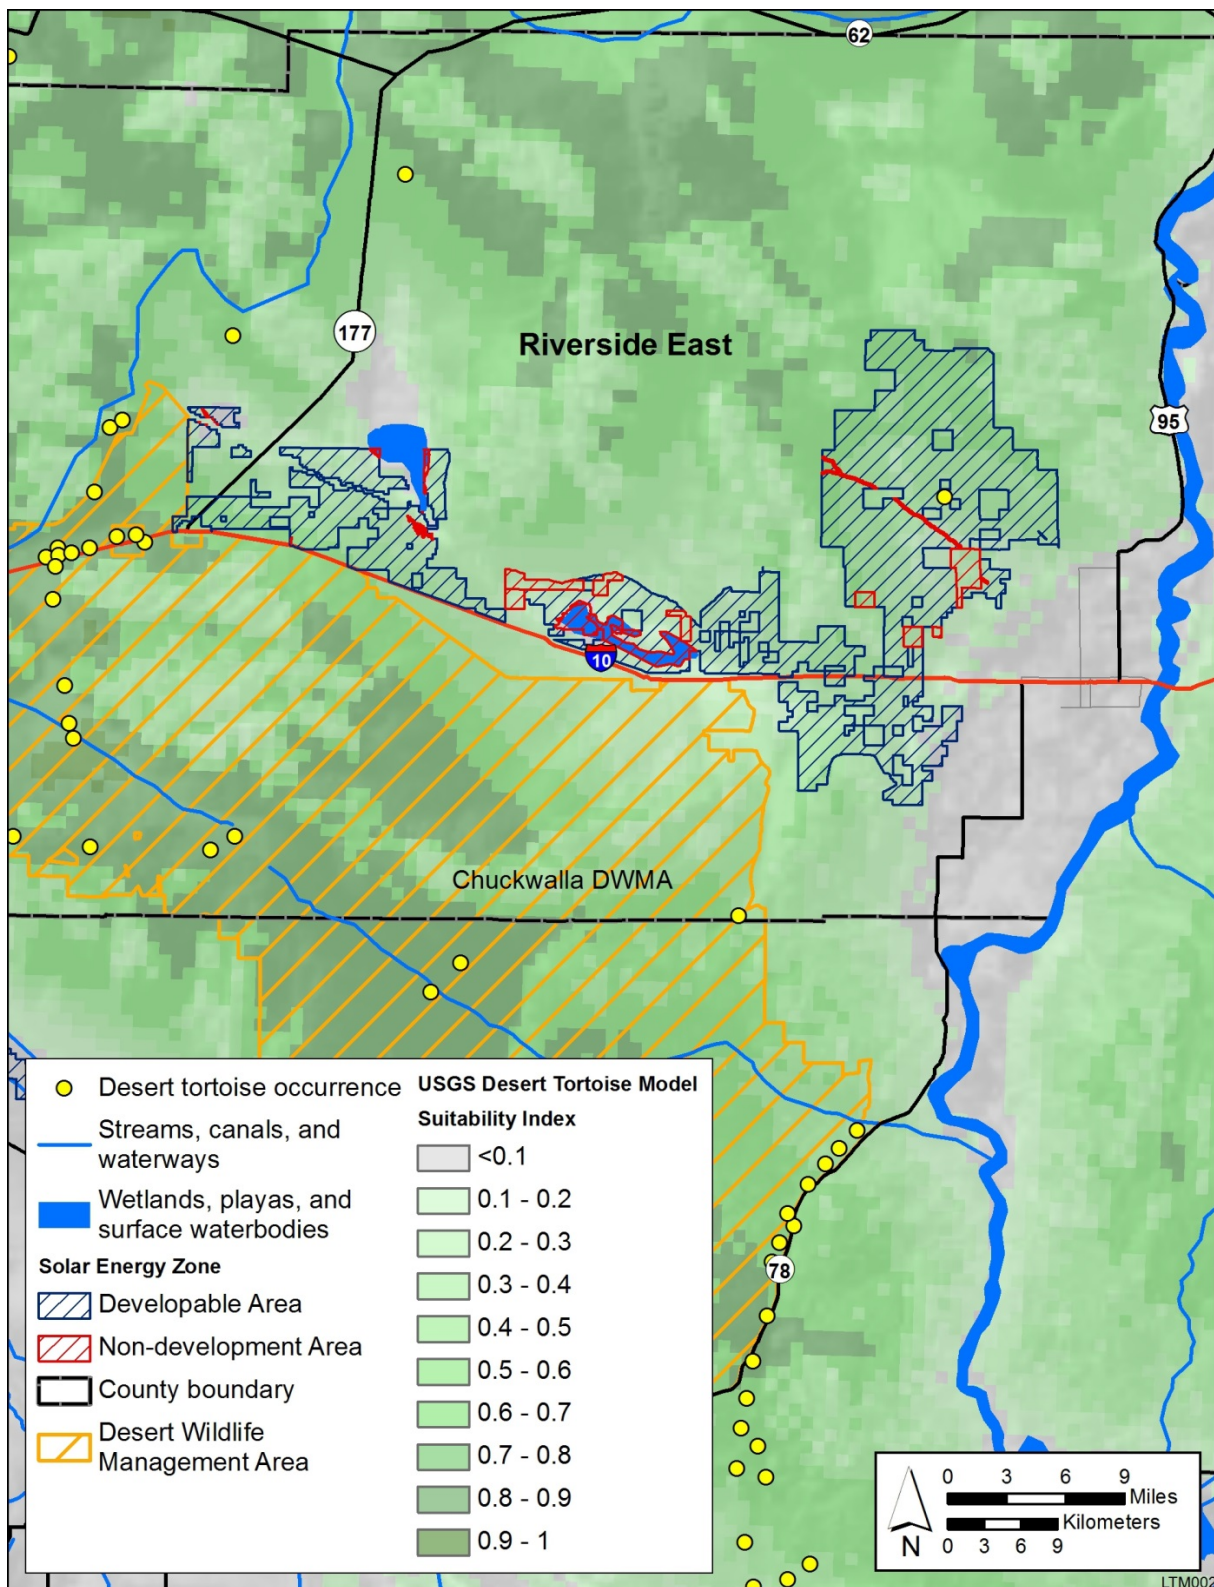 62
177
Riverside East
95
10
Chuckwalla DWMA
78
Desert tortoise occurrence
Streams, canals, and
waterways
Wetlands, playas, and
surface waterbodies
Solar Energy Zone
Developable Area
Non-development Area
County boundary
Desert Wildlife
Management Area
USGS Desert Tortoise Model
Suitability Index
<0.1
0.1 - 0.2
0.2 - 0.3
0.3 - 0.4
0.4 - 0.5
0.5 - 0.6
0.6 - 0.7
0.7 - 0.8
0.8 - 0.9
0.9 - 1
N
0 3 6 9
Miles
Kilometers
0 3 6 9
LTM002